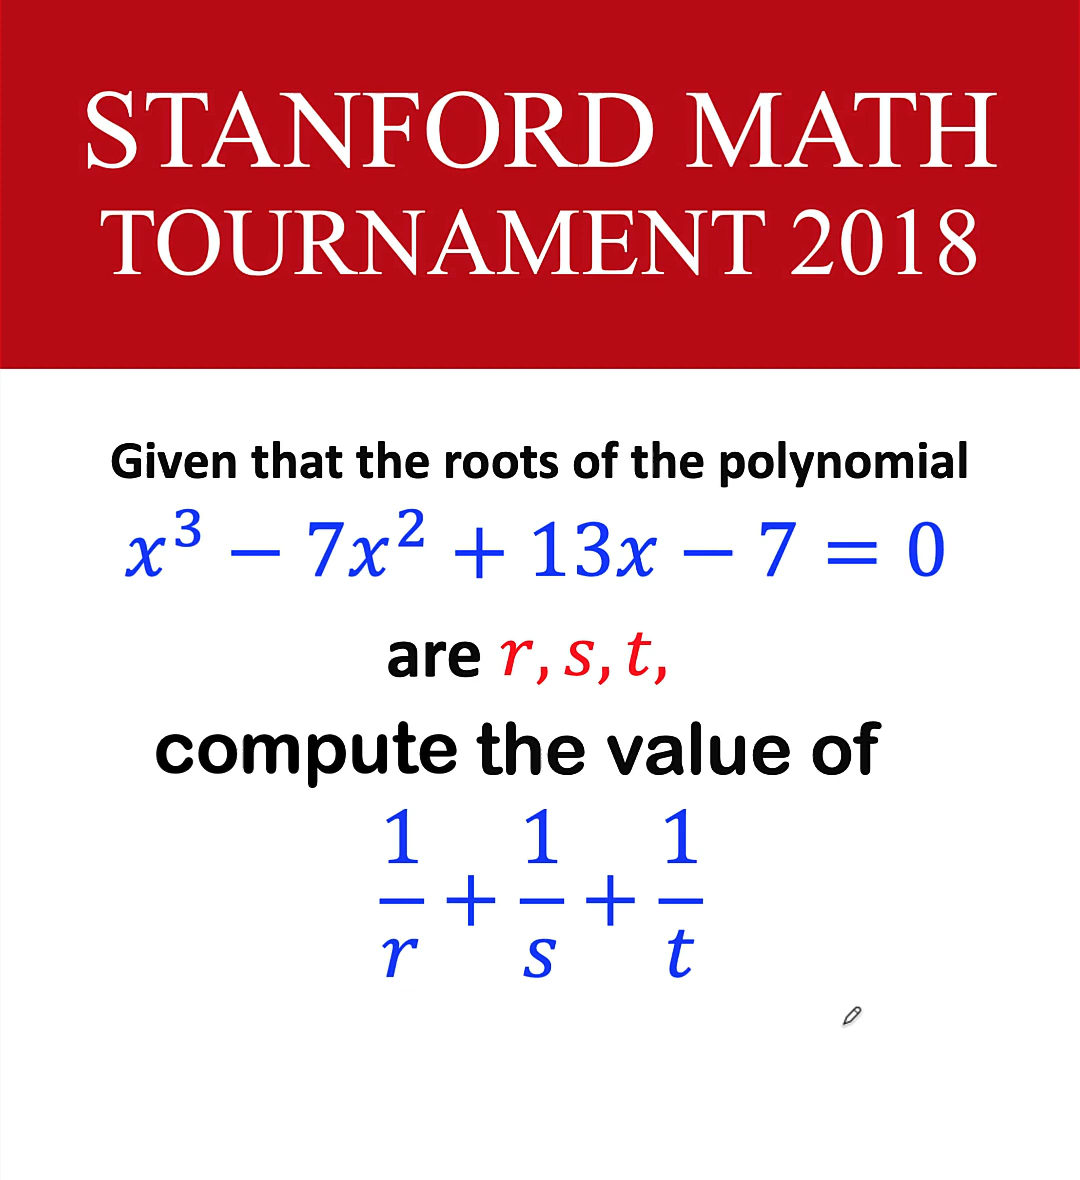 STANFORD MATH
TOURNAMENT 2018
Given that the roots of the polynomial
x³ − 7x² + 13x − 7 = 0
are r, s, t,
compute the value of
1/r + 1/s + 1/t